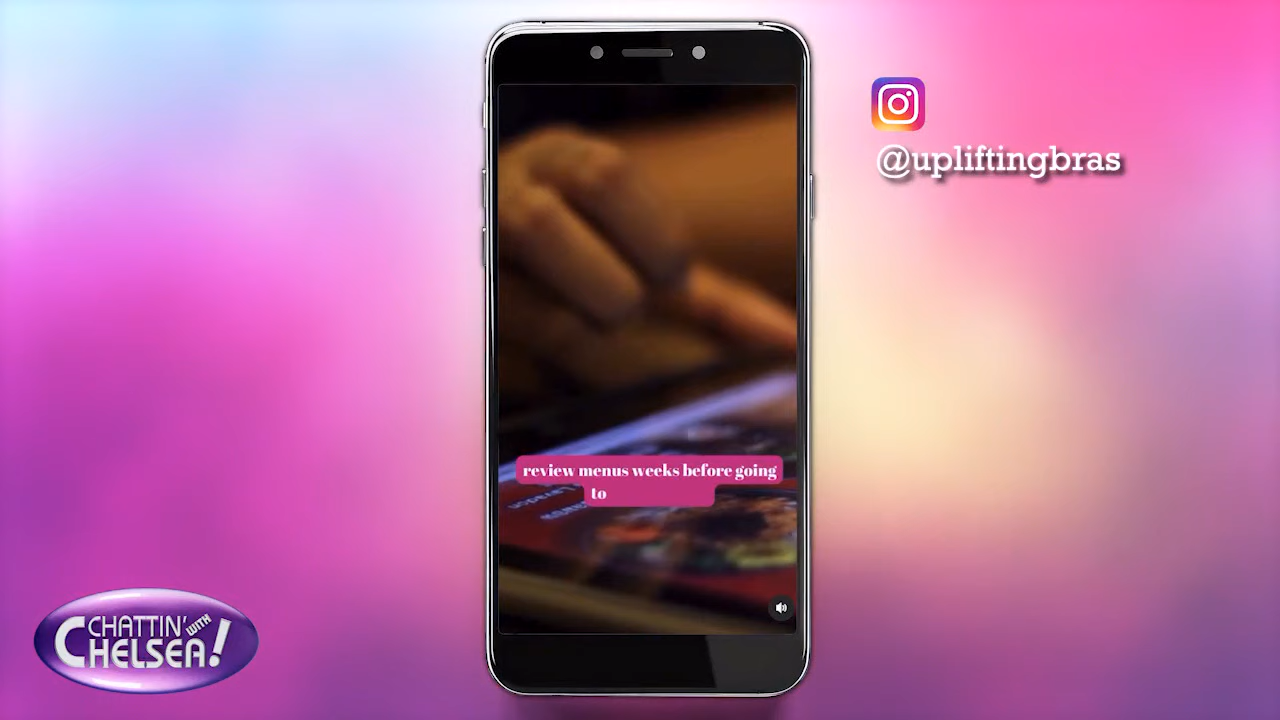 @upliftingbras
review menus weeks before going
to
CHATTIN' WITH
CHELSEA!